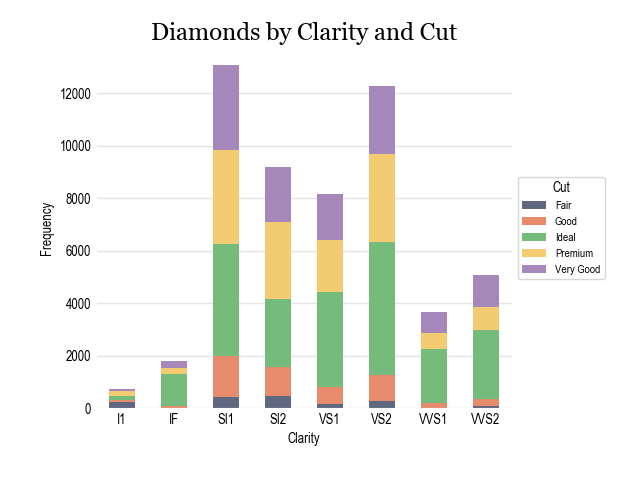 Diamonds by Clarity and Cut
12000
10000
8000
6000
4000
2000
0
Frequency
I1 IF SI1 SI2 VS1 VS2 VVS1 VVS2
Clarity
Cut
Fair
Good
Ideal
Premium
Very Good